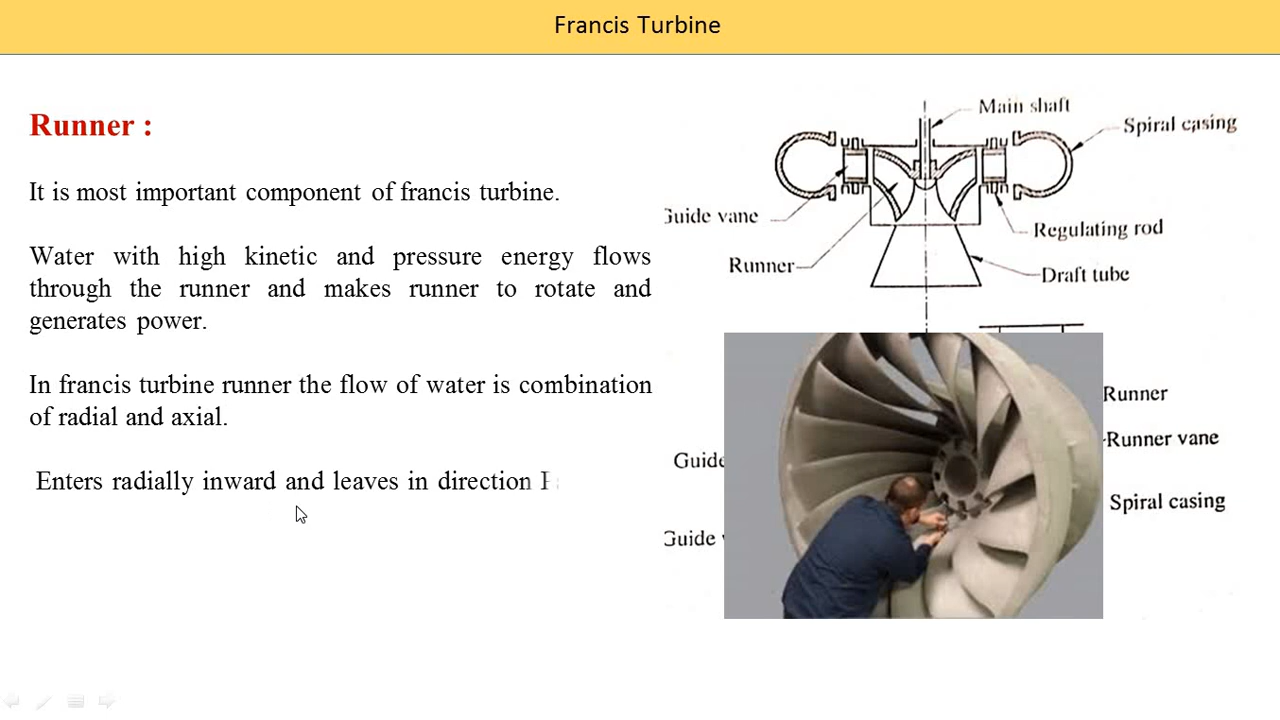 Francis Turbine
Runner :
It is most important component of francis turbine.
Water with high kinetic and pressure energy flows
through the runner and makes runner to rotate and
generates power.
In francis turbine runner the flow of water is combination
of radial and axial.
Enters radially inward and leaves in direction
Main shaft
Spiral casing
Guide vane
Regulating rod
Runner
Draft tube
Runner
Runner vane
Guide
Spiral casing
Guide